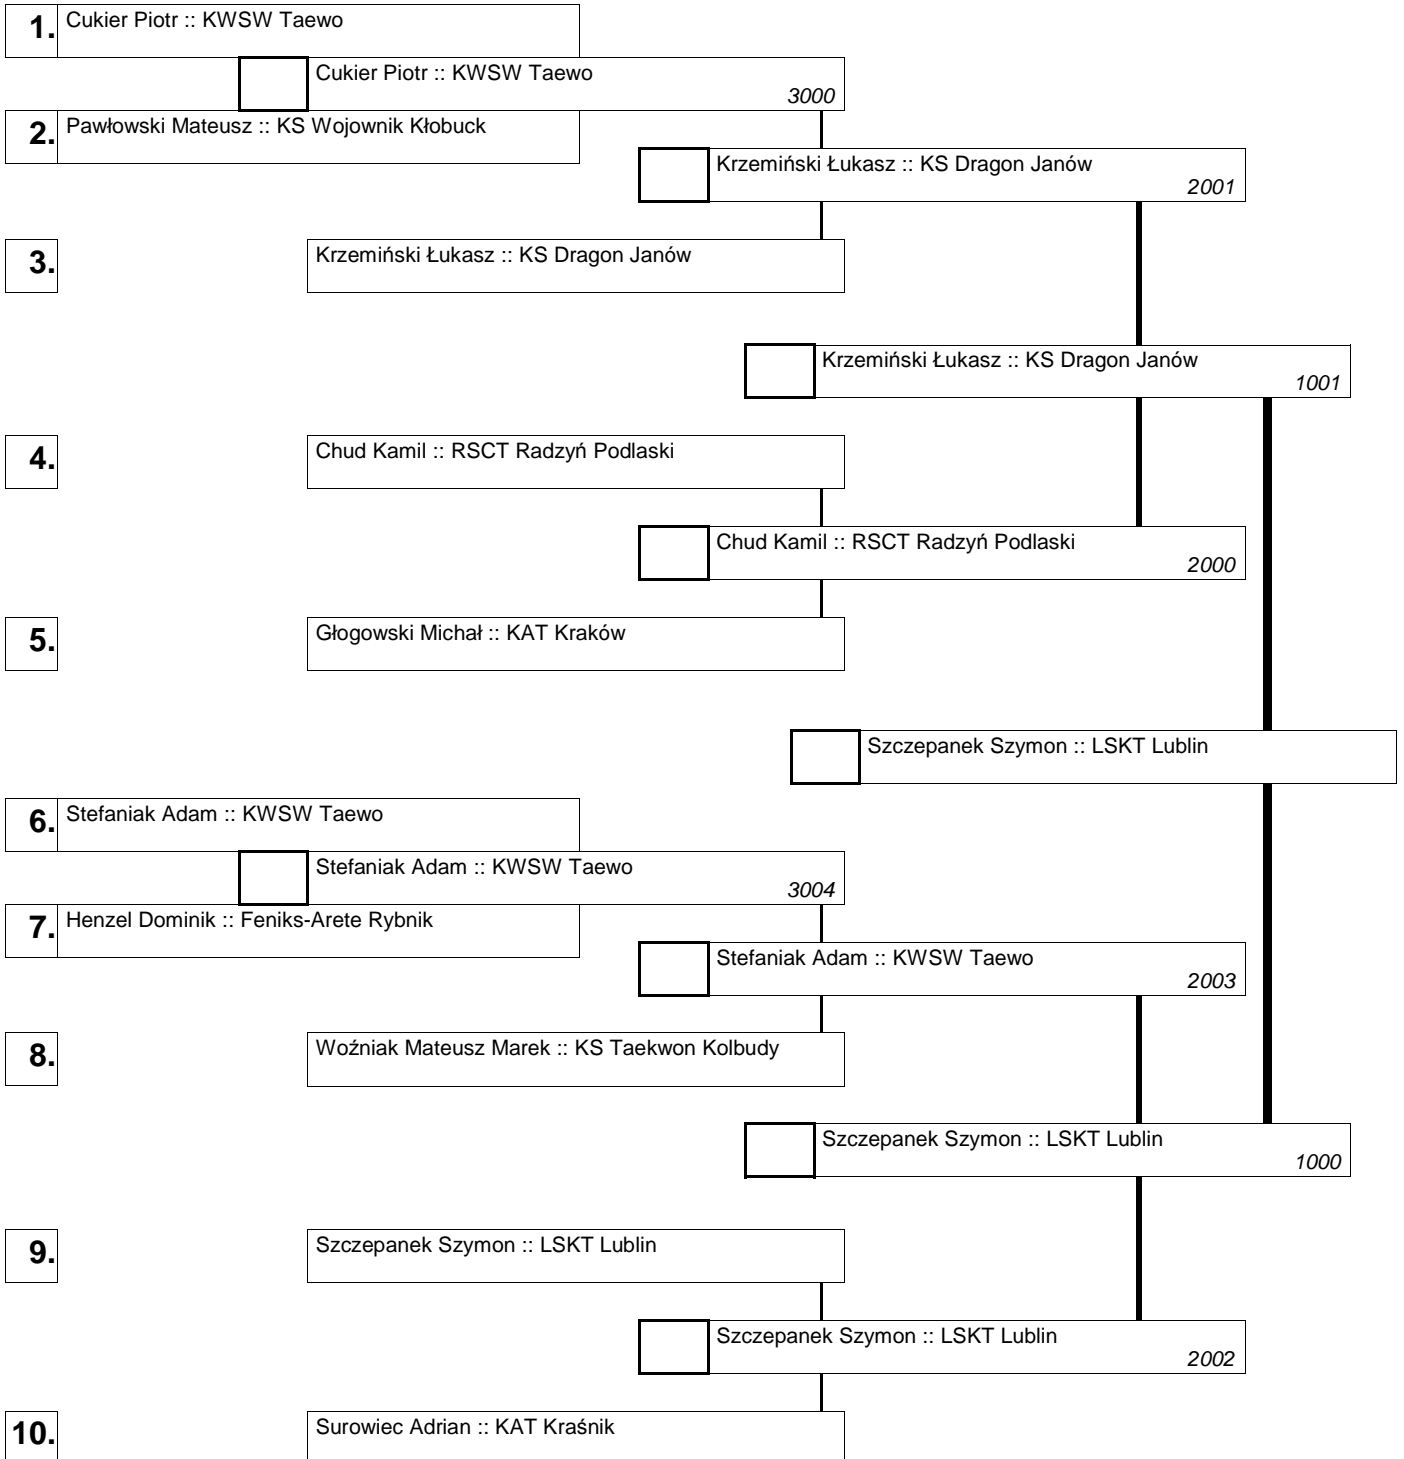 1. Cukier Piotr :: KWSW Taewo
Cukier Piotr :: KWSW Taewo
3000
2. Pawłowski Mateusz :: KS Wojownik Kłobuck
Krzemiński Łukasz :: KS Dragon Janów
2001
3. Krzemiński Łukasz :: KS Dragon Janów
Krzemiński Łukasz :: KS Dragon Janów
1001
4. Chud Kamil :: RSCT Radzyń Podlaski
Chud Kamil :: RSCT Radzyń Podlaski
2000
5. Głogowski Michał :: KAT Kraków
Szczepanek Szymon :: LSKT Lublin
6. Stefaniak Adam :: KWSW Taewo
Stefaniak Adam :: KWSW Taewo
3004
7. Henzel Dominik :: Feniks-Arete Rybnik
Stefaniak Adam :: KWSW Taewo
2003
8. Woźniak Mateusz Marek :: KS Taekwon Kolbudy
Szczepanek Szymon :: LSKT Lublin
1000
9. Szczepanek Szymon :: LSKT Lublin
Szczepanek Szymon :: LSKT Lublin
2002
10. Surowiec Adrian :: KAT Kraśnik